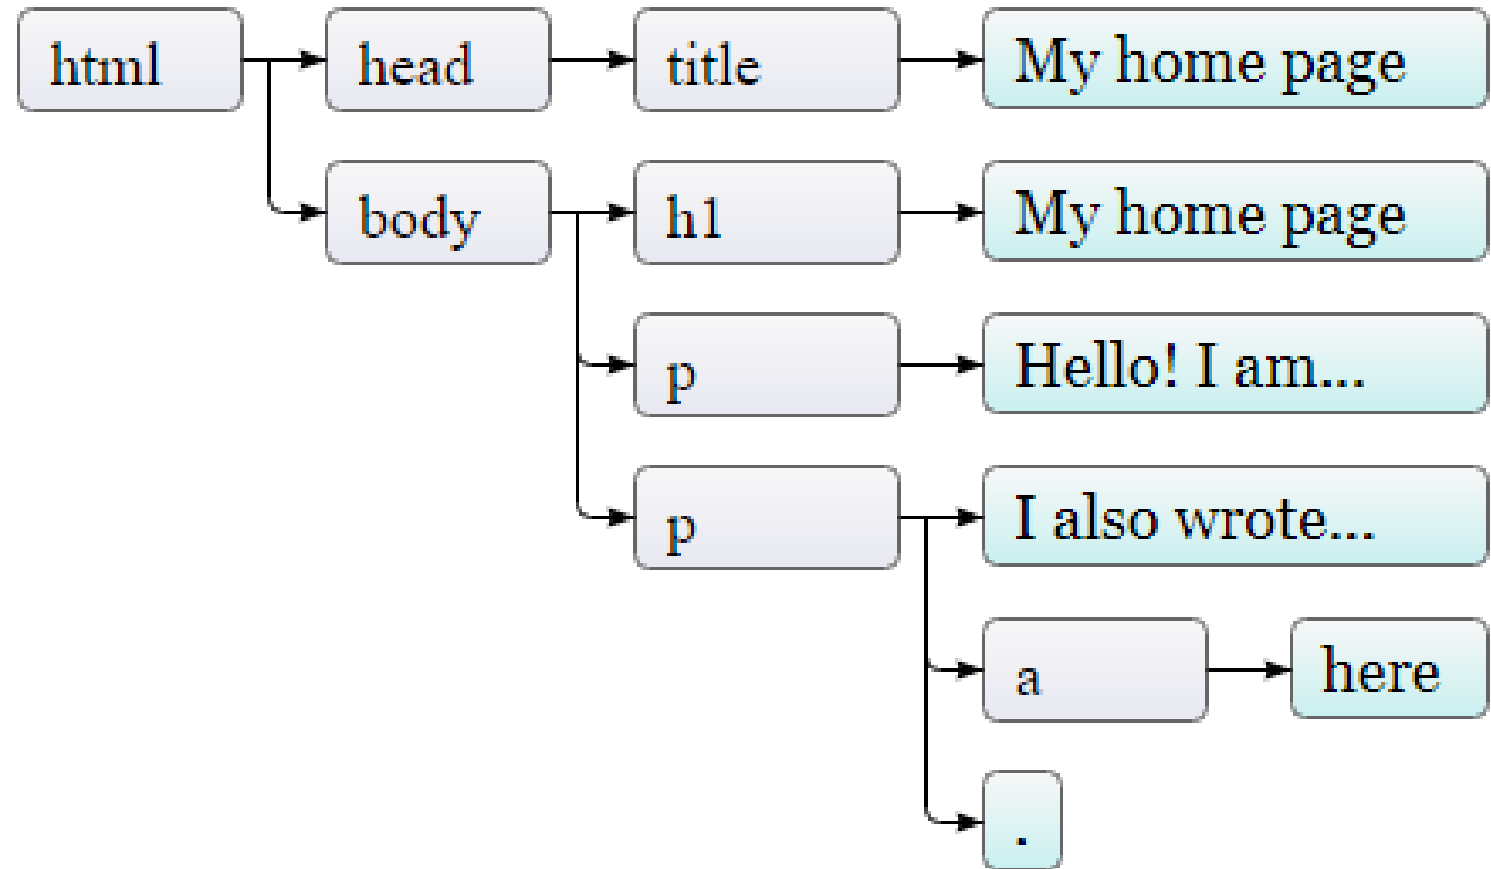 html head title My home page
body h1 My home page
p Hello! I am...
p I also wrote...
a here
.